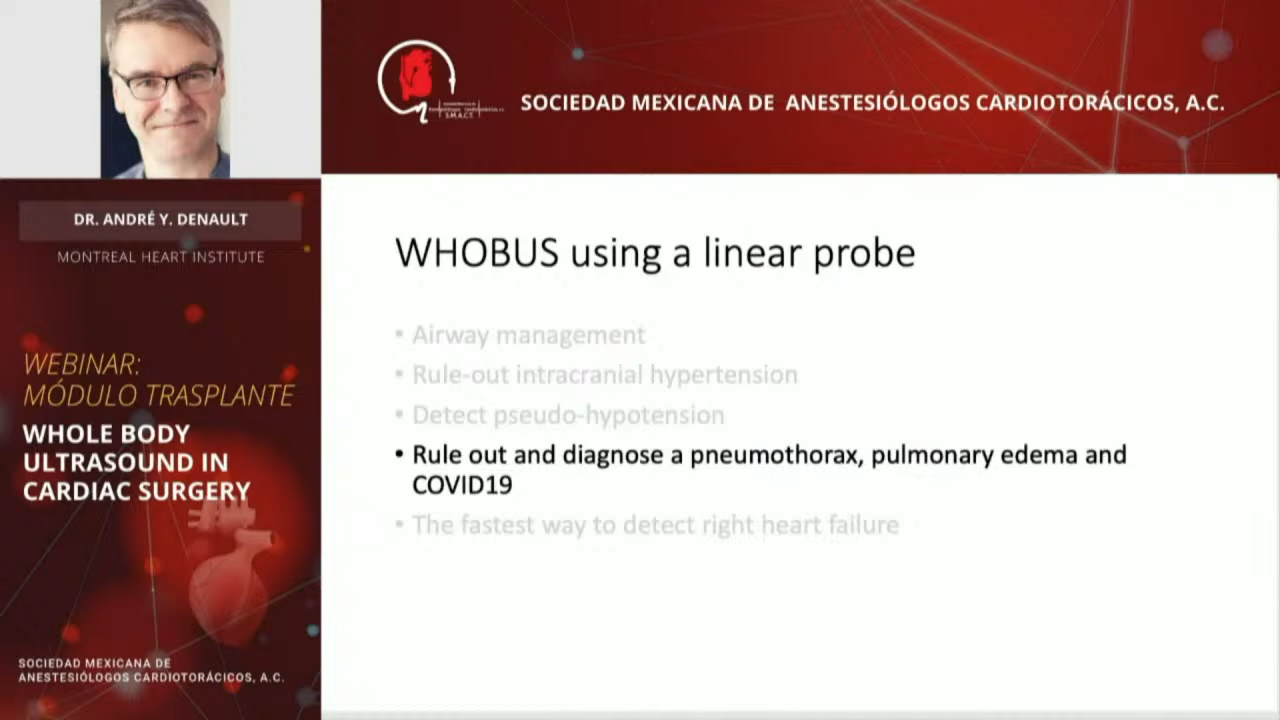 S.M.A.C.T.
SOCIEDAD MEXICANA DE ANESTESIÓLOGOS CARDIOTORÁCICOS, A.C.
DR. ANDRÉ Y. DENAULT
MONTREAL HEART INSTITUTE
WEBINAR:
MÓDULO TRASPLANTE
WHOLE BODY
ULTRASOUND IN
CARDIAC SURGERY
SOCIEDAD MEXICANA DE
ANESTESIÓLOGOS CARDIOTORÁCICOS, A.C.
WHOBUS using a linear probe
• Airway management
• Rule-out intracranial hypertension
• Detect pseudo-hypotension
• Rule out and diagnose a pneumothorax, pulmonary edema and
COVID19
• The fastest way to detect right heart failure